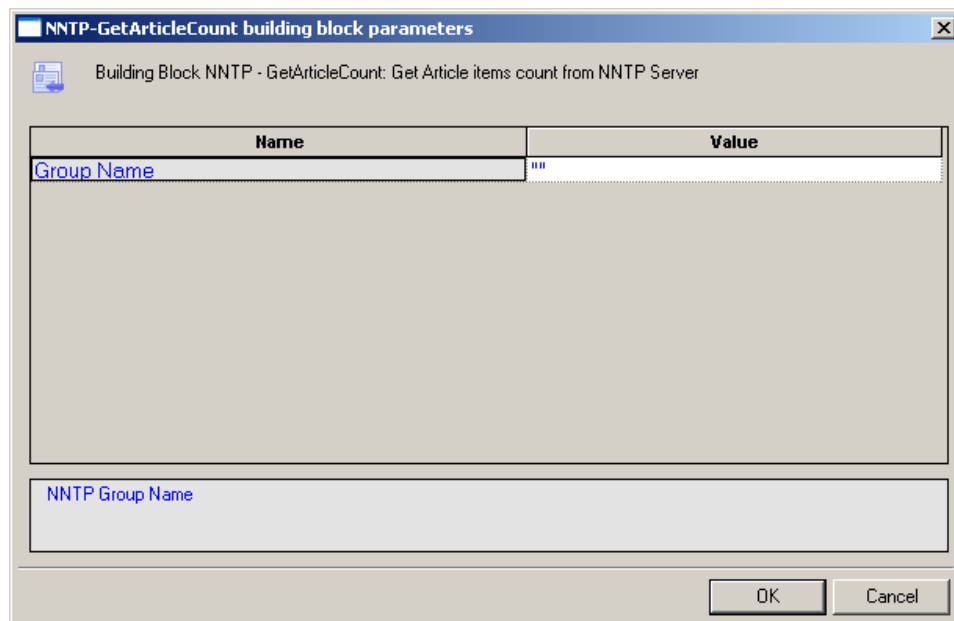 NNTP-GetArticleCount building block parameters
Building Block NNTP - GetArticleCount: Get Article items count from NNTP Server
Name Value
Group Name ""
NNTP Group Name
OK Cancel